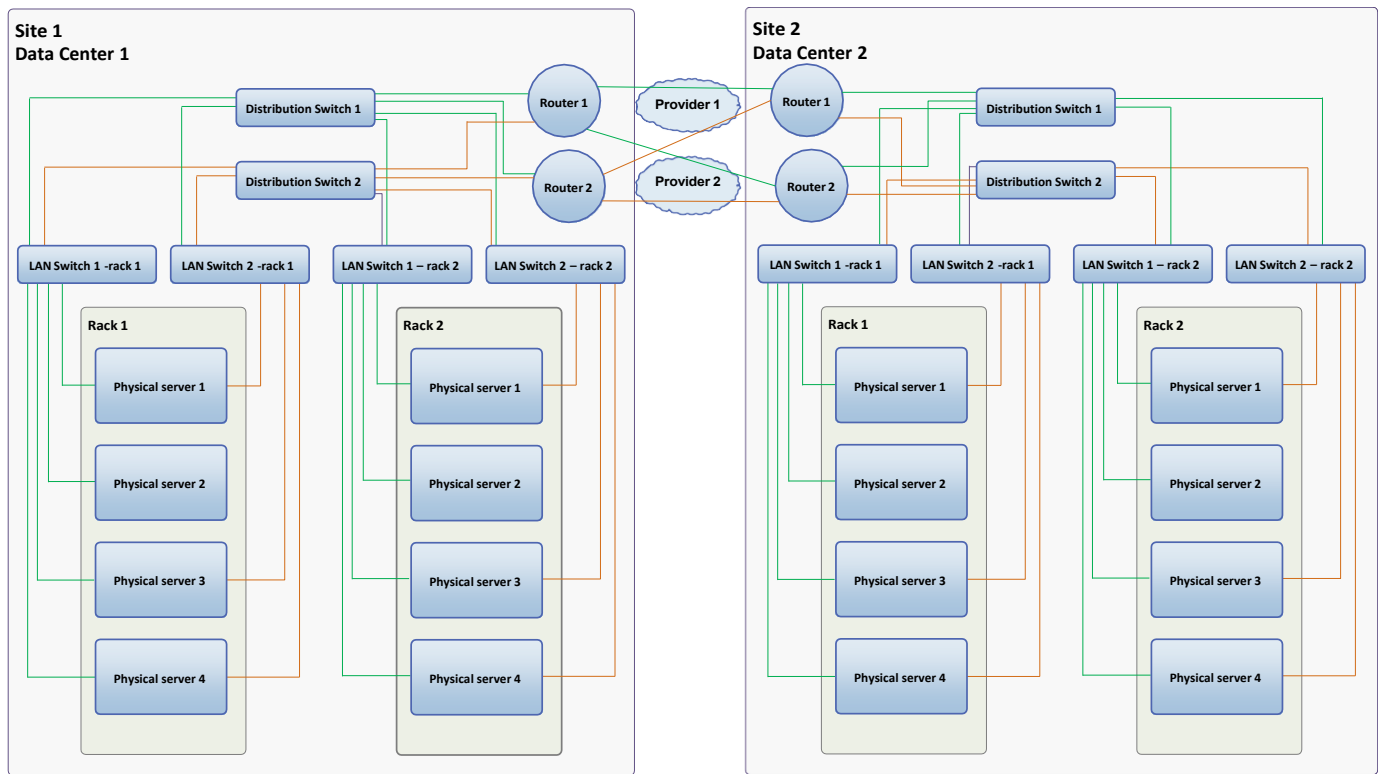 Site 1
Data Center 1
Distribution Switch 1
Distribution Switch 2
Router 1
Router 2
LAN Switch 1 -rack 1
LAN Switch 2 -rack 1
LAN Switch 1 – rack 2
LAN Switch 2 – rack 2
Rack 1
Physical server 1
Physical server 2
Physical server 3
Physical server 4
Rack 2
Physical server 1
Physical server 2
Physical server 3
Physical server 4
Provider 1
Provider 2
Site 2
Data Center 2
Router 1
Router 2
Distribution Switch 1
Distribution Switch 2
LAN Switch 1 -rack 1
LAN Switch 2 -rack 1
LAN Switch 1 – rack 2
LAN Switch 2 – rack 2
Rack 1
Physical server 1
Physical server 2
Physical server 3
Physical server 4
Rack 2
Physical server 1
Physical server 2
Physical server 3
Physical server 4